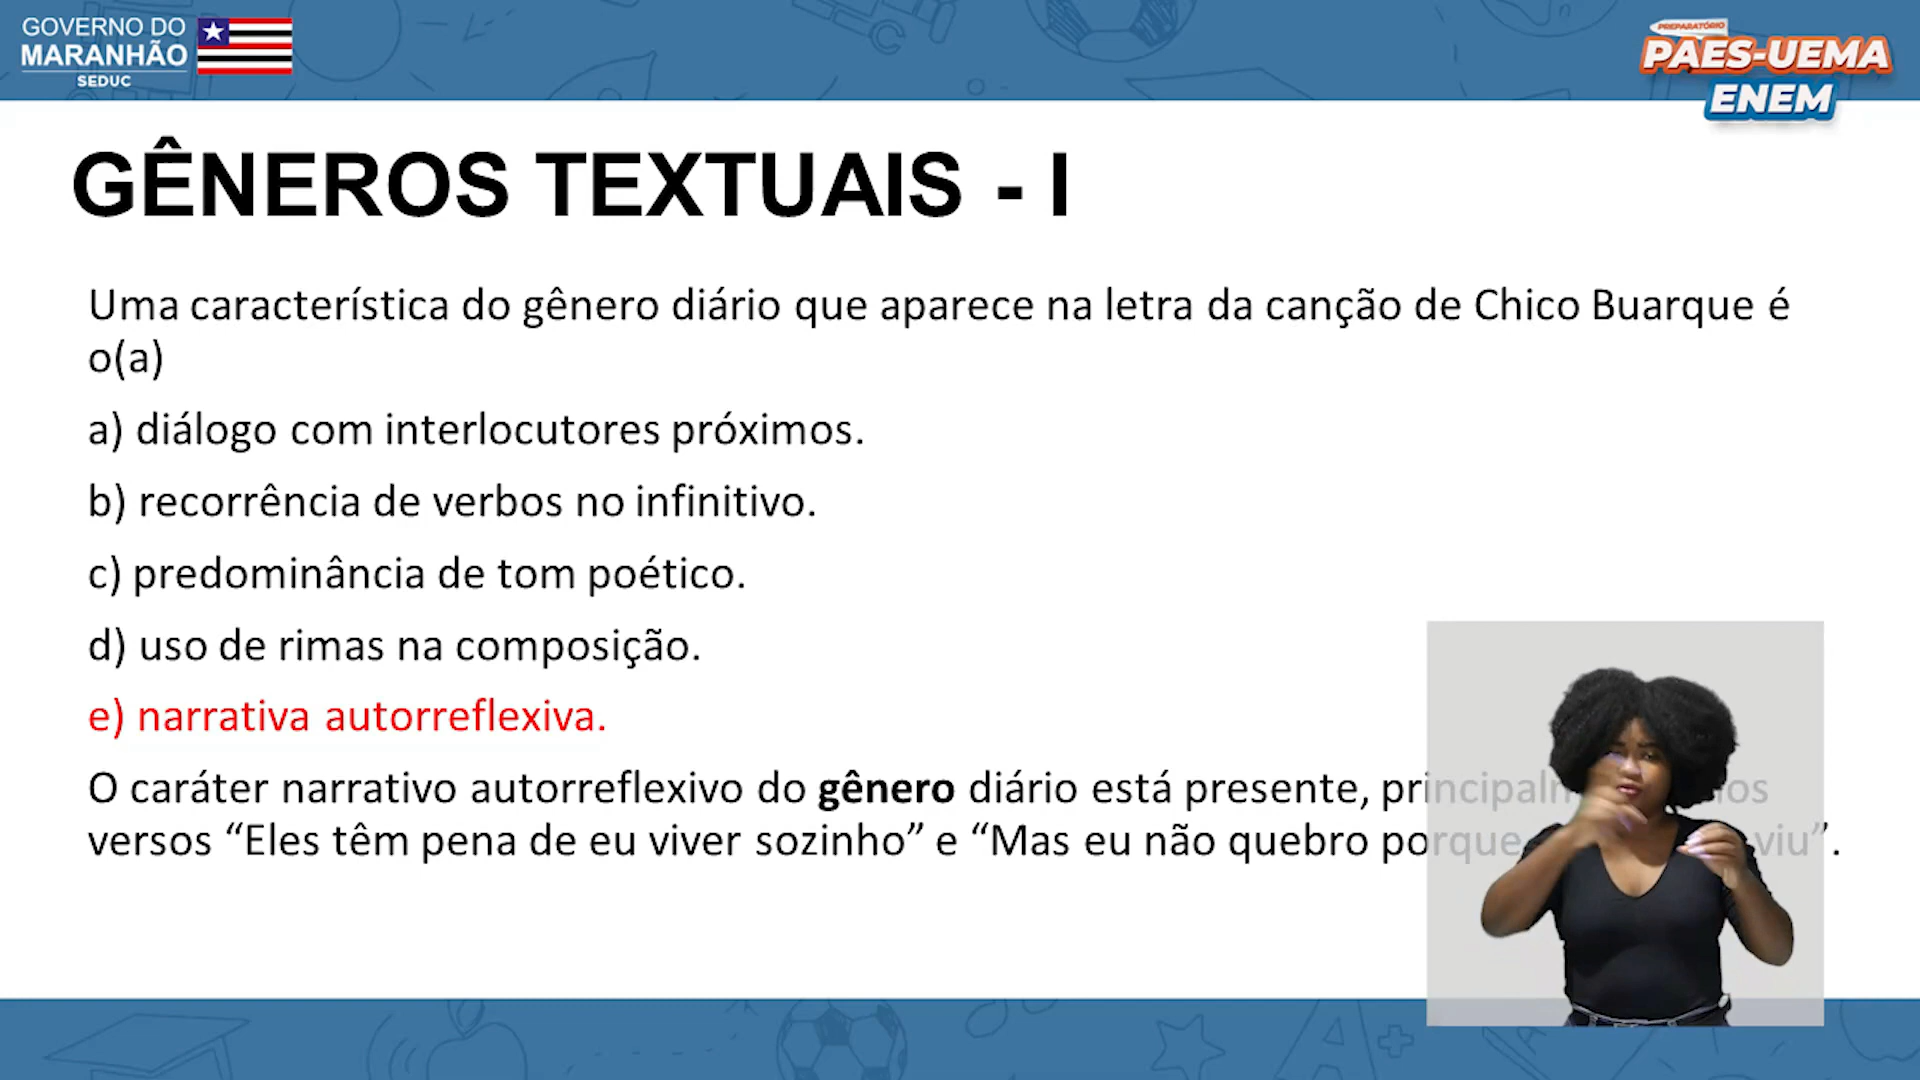 GOVERNO DO
MARANHÃO
SEDUC
PREPARATÓRIO
PAES-UEMA
ENEM
GÊNEROS TEXTUAIS - I
Uma característica do gênero diário que aparece na letra da canção de Chico Buarque é
o(a)
a) diálogo com interlocutores próximos.
b) recorrência de verbos no infinitivo.
c) predominância de tom poético.
d) uso de rimas na composição.
e) narrativa autorreflexiva.
O caráter narrativo autorreflexivo do gênero diário está presente,
versos “Eles têm pena de eu viver sozinho” e “Mas eu não quebro porque viu”.
A+